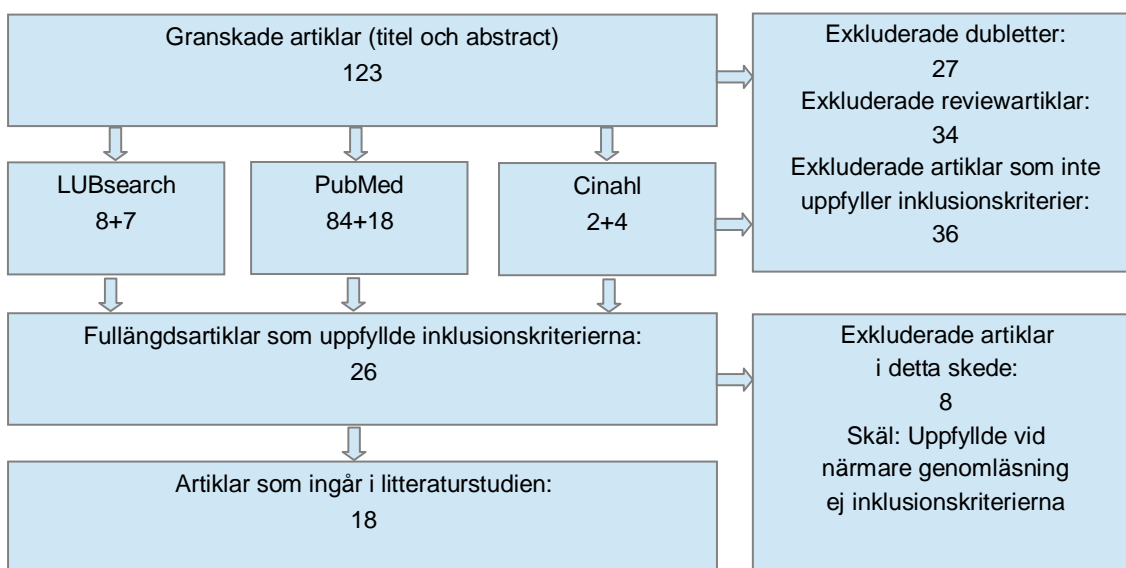 Granskade artiklar (titel och abstract)
123
Exkluderade dubletter:
27
Exkluderade reviewartiklar:
34
Exkluderade artiklar som inte
uppfyller inklusionskriterier:
36
LUBsearch
8+7
PubMed
84+18
Cinahl
2+4
Fullängdsartiklar som uppfyllde inklusionskriterierna:
26
Exkluderade artiklar
i detta skede:
8
Skäl: Uppfyllde vid
närmare genomläsning
ej inklusionskriterierna
Artiklar som ingår i litteraturstudien:
18